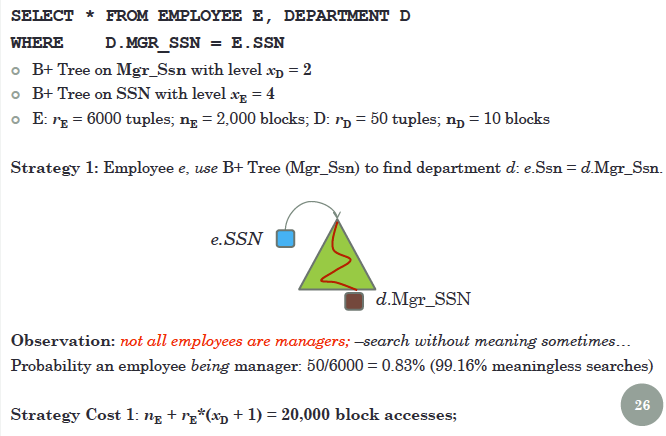 SELECT * FROM EMPLOYEE E, DEPARTMENT D
WHERE D.MGR_SSN = E.SSN
○ B+ Tree on Mgr_Ssn with level x_D = 2
○ B+ Tree on SSN with level x_E = 4
○ E: r_E = 6000 tuples; n_E = 2,000 blocks; D: r_D = 50 tuples; n_D = 10 blocks
Strategy 1: Employee e, use B+ Tree (Mgr_Ssn) to find department d: e.Ssn = d.Mgr_Ssn.
e.SSN
d.Mgr_SSN
Observation: not all employees are managers; –search without meaning sometimes…
Probability an employee being manager: 50/6000 = 0.83% (99.16% meaningless searches)
Strategy Cost 1: n_E + r_E*(x_D + 1) = 20,000 block accesses;
26